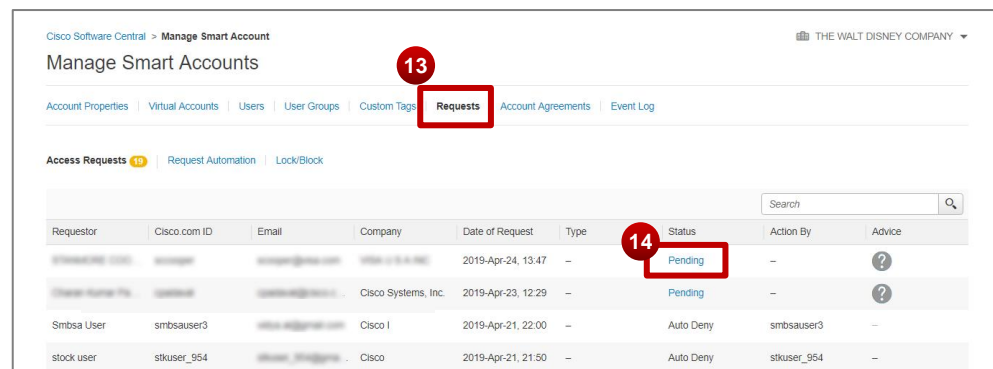 Cisco Software Central > Manage Smart Account THE WALT DISNEY COMPANY
Manage Smart Accounts
13
Account Properties Virtual Accounts Users User Groups Custom Tags Requests Account Agreements Event Log
Access Requests 19 Request Automation Lock/Block
Search
Requestor Cisco.com ID Email Company Date of Request Type Status Action By Advice
14
2019-Apr-24, 13:47 – Pending – ?
Cisco Systems, Inc. 2019-Apr-23, 12:29 – Pending – ?
Smbsa User smbsauser3 Cisco I 2019-Apr-21, 22:00 – Auto Deny smbsauser3 –
stock user stkuser_954 Cisco 2019-Apr-21, 21:50 – Auto Deny stkuser_954 –